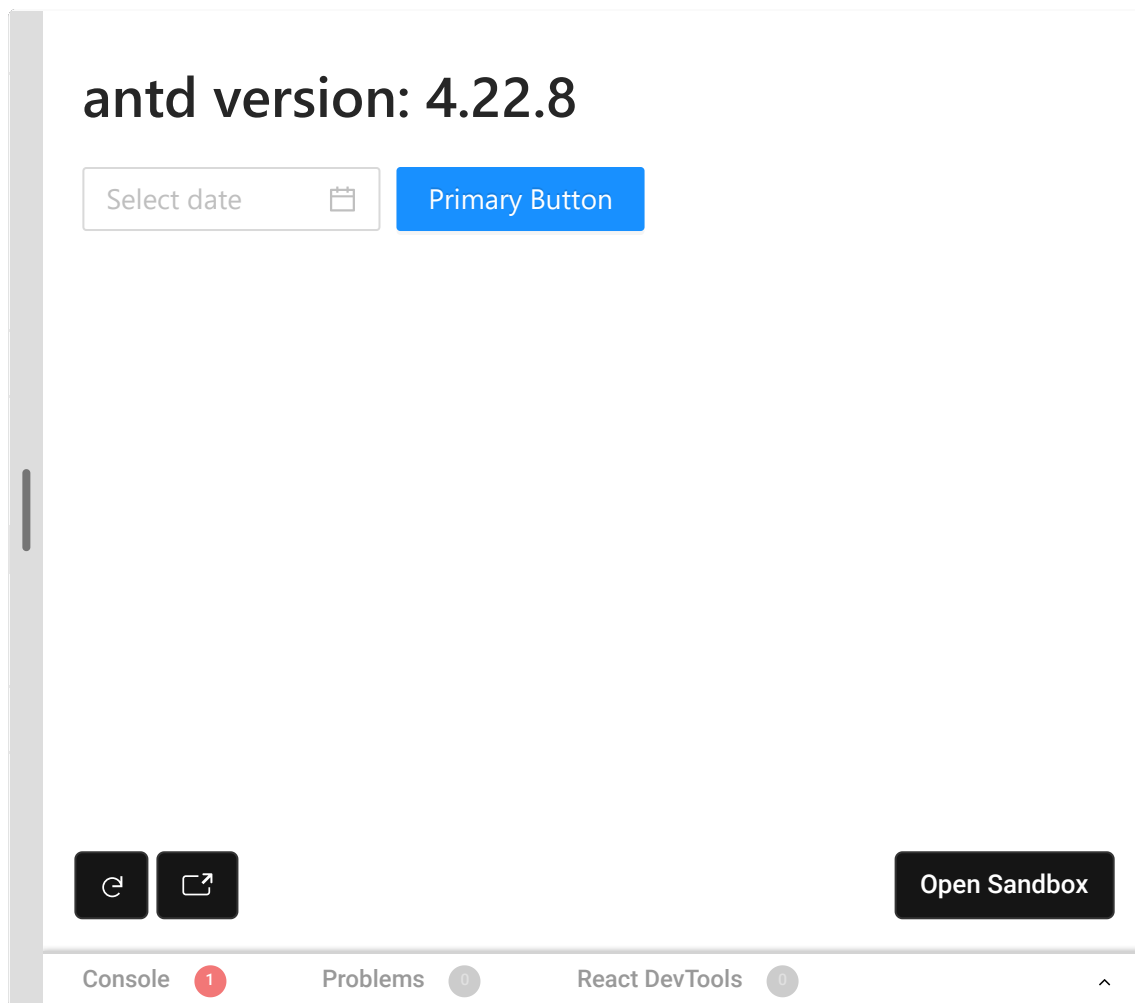 antd version: 4.22.8
Select date
Primary Button
Open Sandbox
Console 1 Problems 0 React DevTools 0